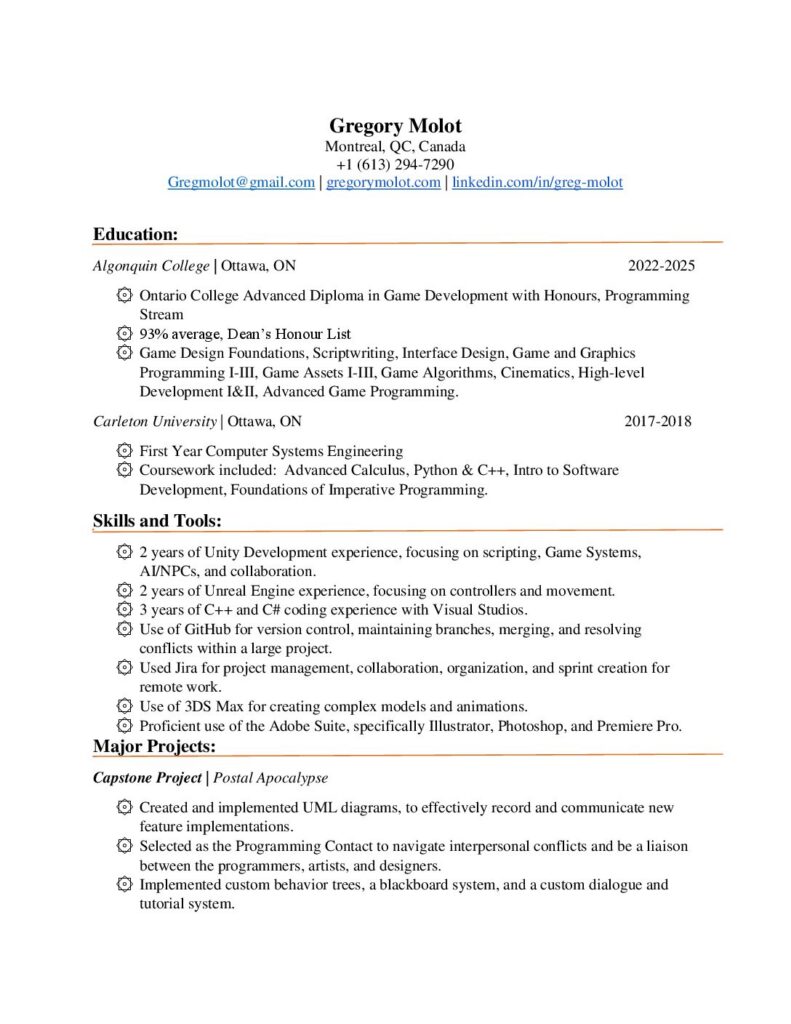 Gregory Molot
Montreal, QC, Canada
+1 (613) 294-7290
Gregmolot@gmail.com | gregorymolot.com | linkedin.com/in/greg-molot
Education:
Algonquin College | Ottawa, ON 2022-2025
Ontario College Advanced Diploma in Game Development with Honours, Programming
Stream
93% average, Dean’s Honour List
Game Design Foundations, Scriptwriting, Interface Design, Game and Graphics
Programming I-III, Game Assets I-III, Game Algorithms, Cinematics, High-level
Development I&II, Advanced Game Programming.
Carleton University | Ottawa, ON 2017-2018
First Year Computer Systems Engineering
Coursework included: Advanced Calculus, Python & C++, Intro to Software
Development, Foundations of Imperative Programming.
Skills and Tools:
2 years of Unity Development experience, focusing on scripting, Game Systems,
AI/NPCs, and collaboration.
2 years of Unreal Engine experience, focusing on controllers and movement.
3 years of C++ and C# coding experience with Visual Studios.
Use of GitHub for version control, maintaining branches, merging, and resolving
conflicts within a large project.
Used Jira for project management, collaboration, organization, and sprint creation for
remote work.
Use of 3DS Max for creating complex models and animations.
Proficient use of the Adobe Suite, specifically Illustrator, Photoshop, and Premiere Pro.
Major Projects:
Capstone Project | Postal Apocalypse
Created and implemented UML diagrams, to effectively record and communicate new
feature implementations.
Selected as the Programming Contact to navigate interpersonal conflicts and be a liaison
between the programmers, artists, and designers.
Implemented custom behavior trees, a blackboard system, and a custom dialogue and
tutorial system.